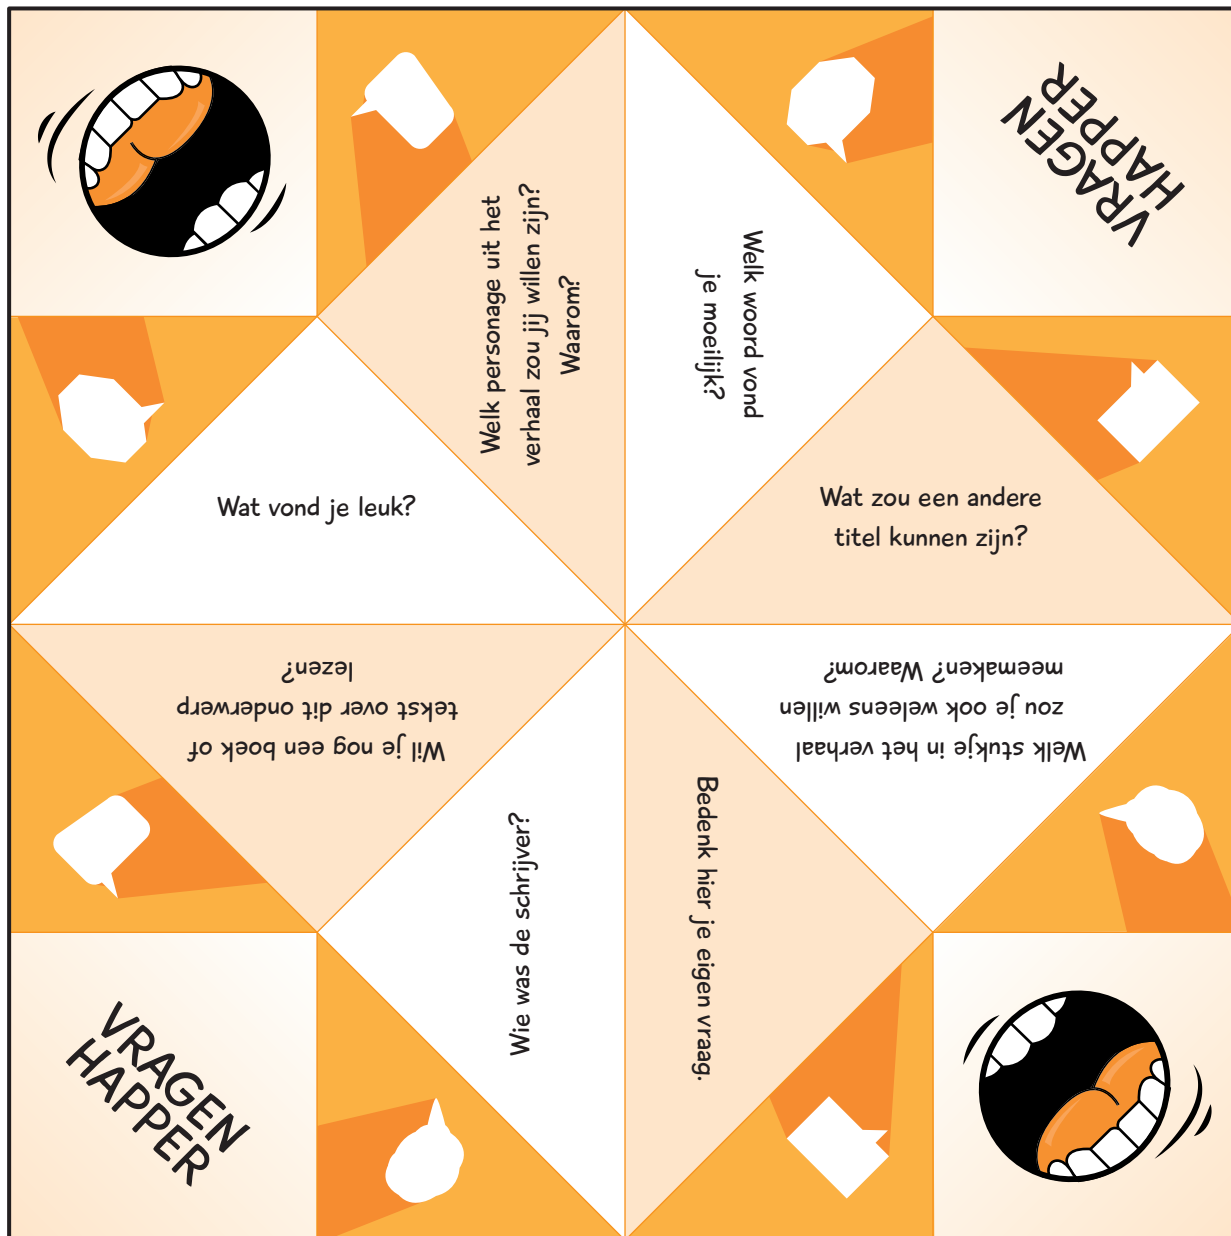 VRAGEN
HAPPER
Welk personage uit het
verhaal zou jij willen zijn?
Waarom?
Welk woord vond
je moeilijk?
Wat vond je leuk?
Wat zou een andere
titel kunnen zijn?
Wil je nog een boek of
tekst over dit onderwerp
lezen?
Welk stukje in het verhaal
zou je ook weleens willen
meemaken? Waarom?
Wie was de schrijver?
Bedenk hier je eigen vraag.
VRAGEN
HAPPER